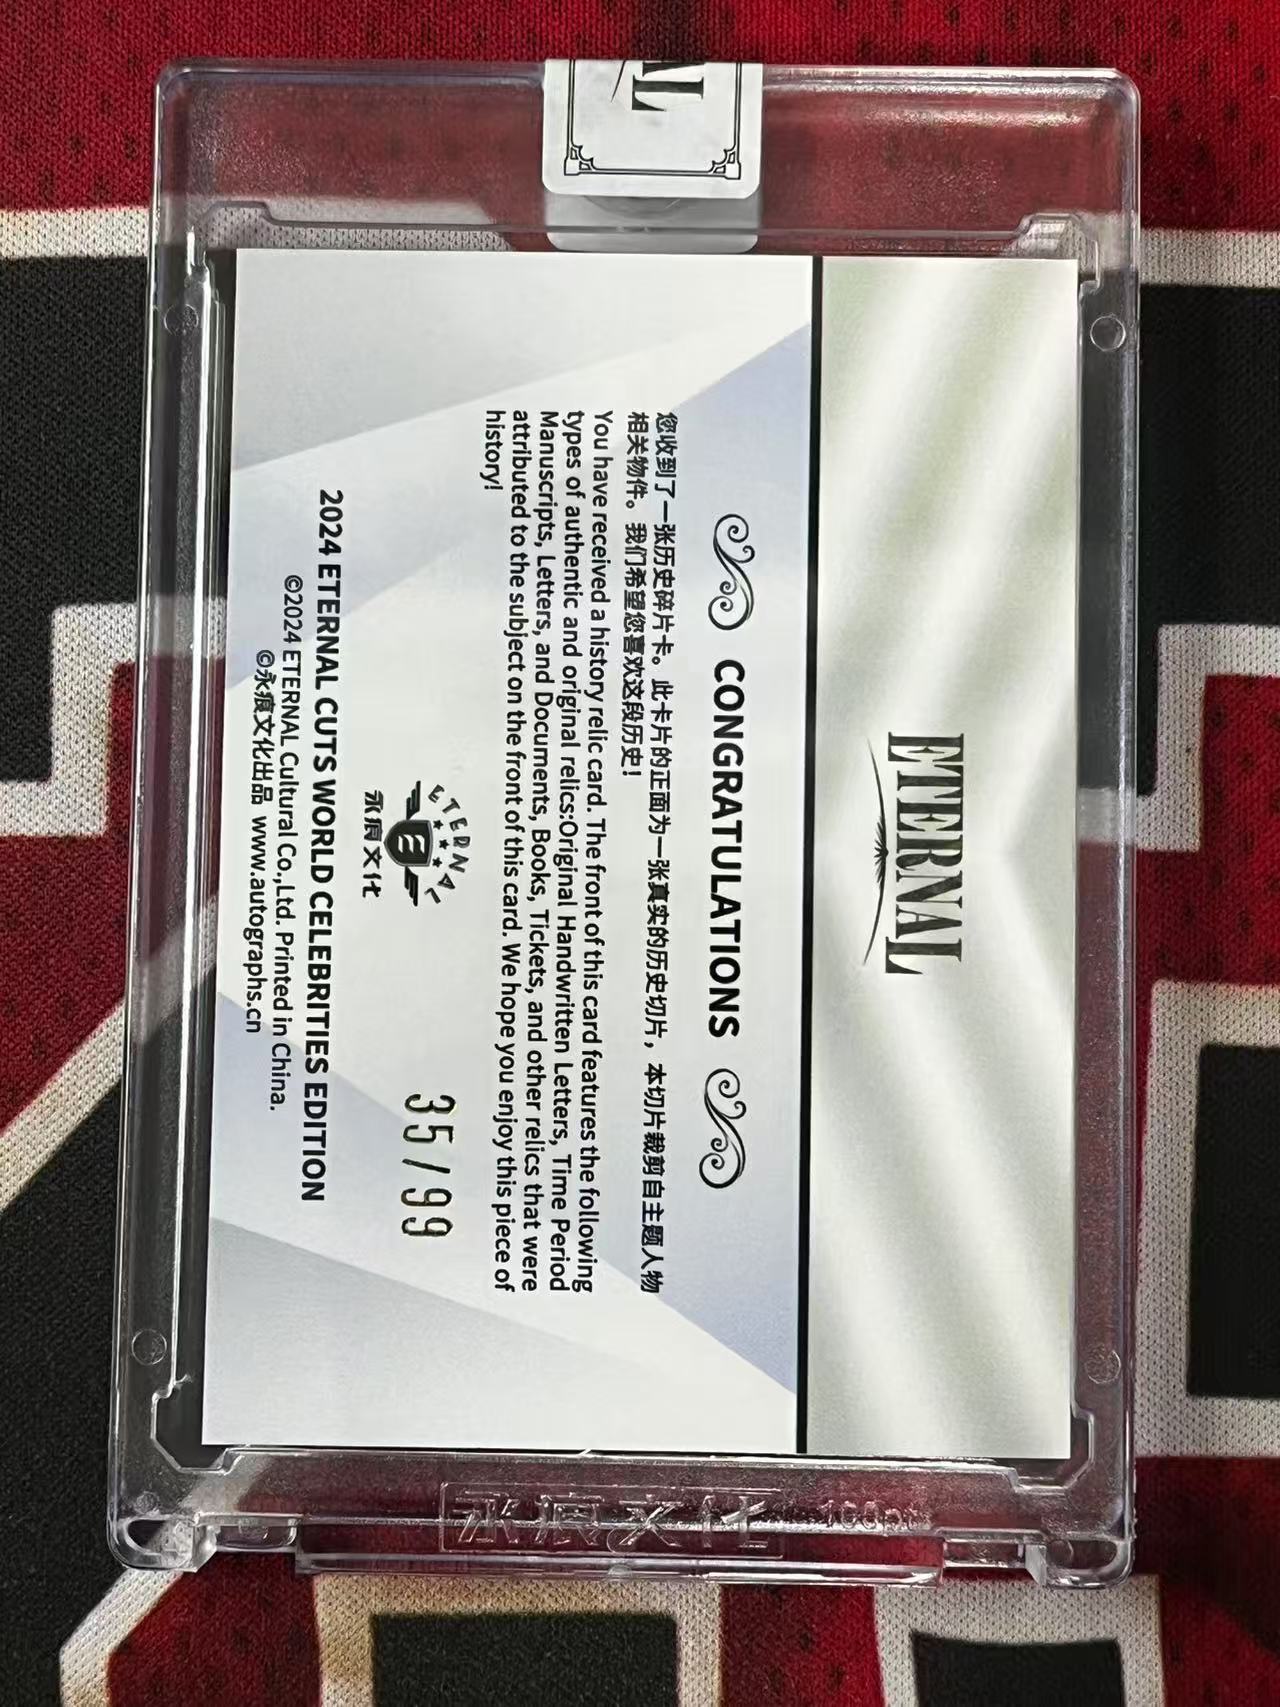 ETERNAL
CONGRATULATIONS
您收到了一张历史碎片卡。此卡片的正面为一张真实的历史切片，本切片裁剪自主题人物
相关物件。我们希望您喜欢这段历史！
You have received a history relic card. The front of this card features the following
types of authentic and original relics:Original Handwritten Letters, Time Period
Manuscripts, Letters, and Documents, Books, Tickets, and other relics that were
attributed to the subject on the front of this card. We hope you enjoy this piece of
history!
ETERNAL
E
永痕文化
35/99
2024 ETERNAL CUTS WORLD CELEBRITIES EDITION
©2024 ETERNAL Cultural Co.,Ltd. Printed in China.
©永痕文化出品 www.autographs.cn
AL
永痕文化 100pt